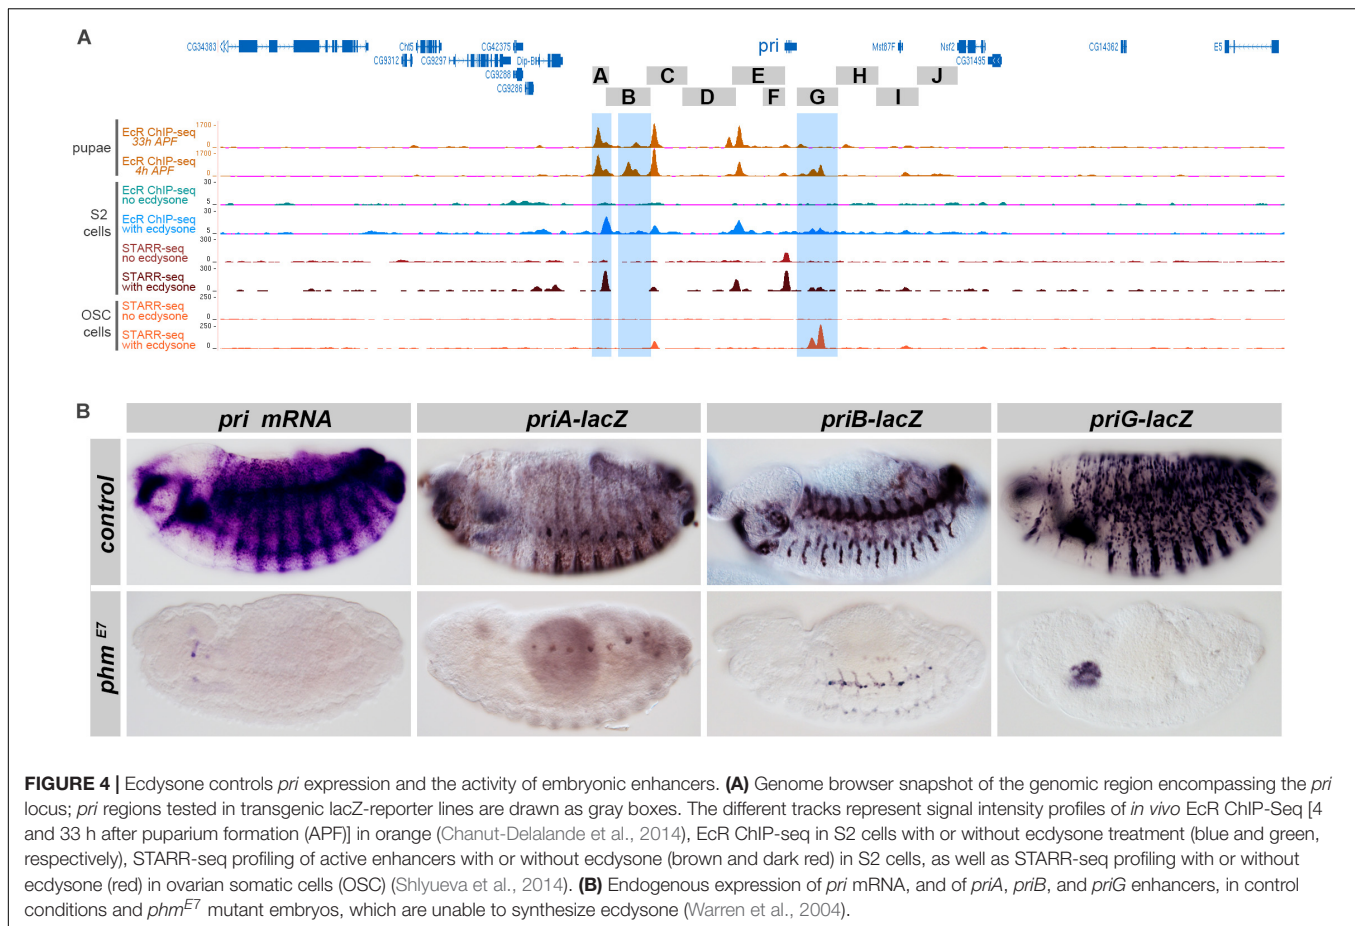 A
CG34383
CG9312
Cht5
CG9297
CG42375
CG9288
CG9286
Dip-B
pri
Mst87F
Nsf2
CG31495
CG14362
E5
A
B
C
D
E
F
G
H
I
J
pupae
EcR ChIP-seq
33h APF
1700
0
EcR ChIP-seq
4h APF
1700
0
S2
cells
EcR ChIP-seq
no ecdysone
30
5
EcR ChIP-seq
with ecdysone
30
5
STARR-seq
no ecdysone
300
0
STARR-seq
with ecdysone
300
0
OSC
cells
STARR-seq
no ecdysone
250
0
STARR-seq
with ecdysone
250
0
B
pri mRNA
priA-lacZ
priB-lacZ
priG-lacZ
control
phm E7
FIGURE 4 | Ecdysone controls pri expression and the activity of embryonic enhancers. (A) Genome browser snapshot of the genomic region encompassing the pri
locus; pri regions tested in transgenic lacZ-reporter lines are drawn as gray boxes. The different tracks represent signal intensity profiles of in vivo EcR ChIP-Seq [4
and 33 h after puparium formation (APF)] in orange (Chanut-Delalande et al., 2014), EcR ChIP-seq in S2 cells with or without ecdysone treatment (blue and green,
respectively), STARR-seq profiling of active enhancers with or without ecdysone (brown and dark red) in S2 cells, as well as STARR-seq profiling with or without
ecdysone (red) in ovarian somatic cells (OSC) (Shlyueva et al., 2014). (B) Endogenous expression of pri mRNA, and of priA, priB, and priG enhancers, in control
conditions and phmE7 mutant embryos, which are unable to synthesize ecdysone (Warren et al., 2004).